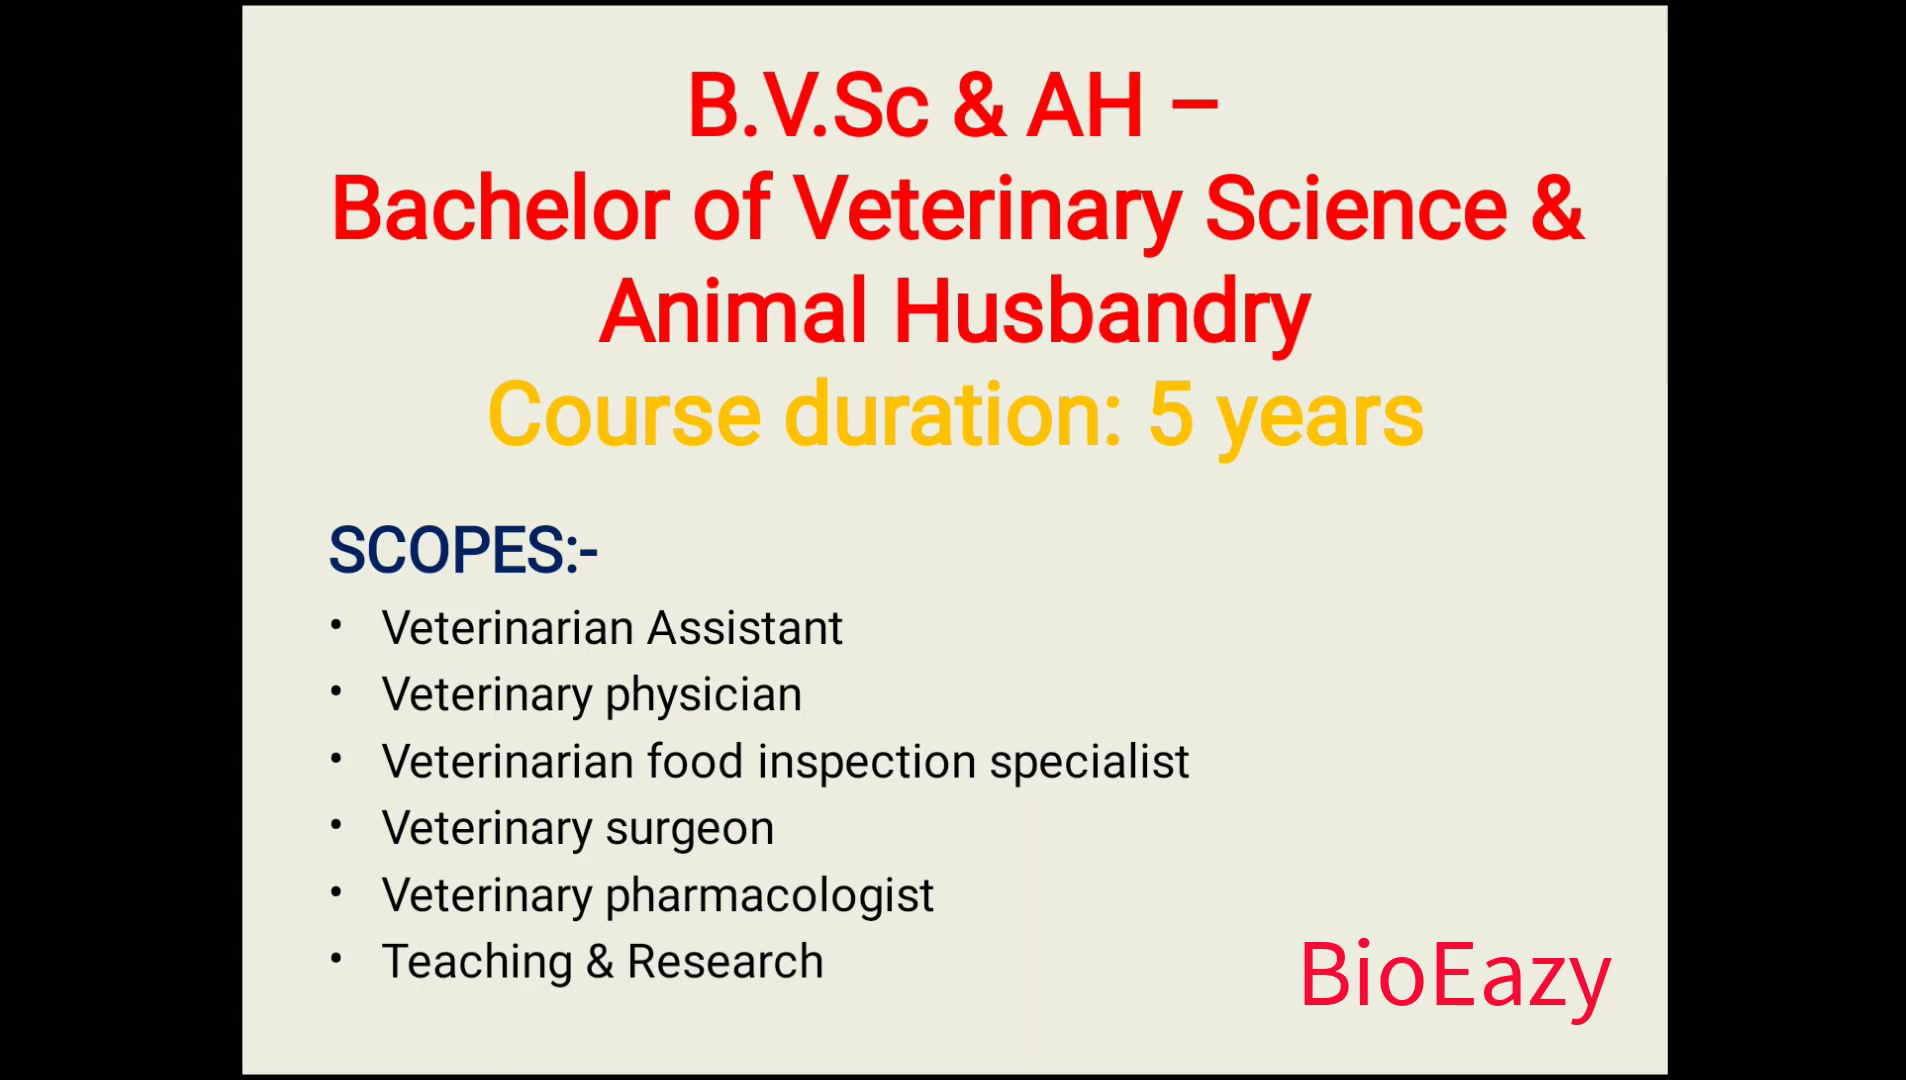 B.V.Sc & AH –
Bachelor of Veterinary Science &
Animal Husbandry
Course duration: 5 years
SCOPES:-
• Veterinarian Assistant
• Veterinary physician
• Veterinarian food inspection specialist
• Veterinary surgeon
• Veterinary pharmacologist
• Teaching & Research
BioEazy